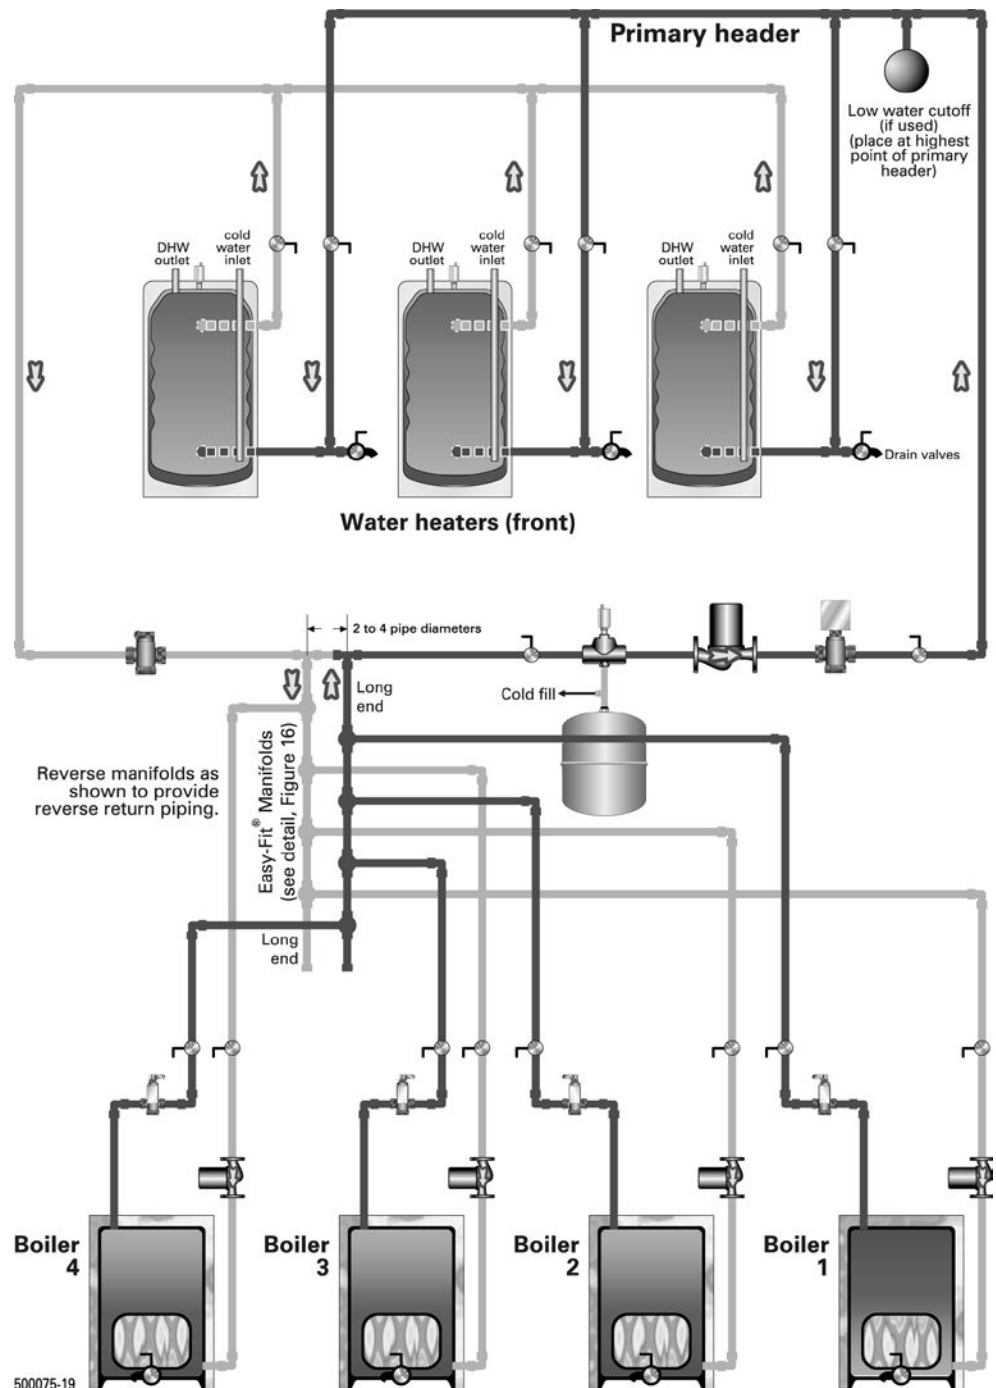 Primary header
Low water cutoff
(if used)
(place at highest
point of primary
header)
DHW
outlet
cold
water
inlet
DHW
outlet
cold
water
inlet
DHW
outlet
cold
water
inlet
Drain valves
Water heaters (front)
2 to 4 pipe diameters
Long
end
Cold fill
Reverse manifolds as
shown to provide
reverse return piping.
Easy-Fit® Manifolds
(see detail, Figure 16)
Long
end
Boiler
4
Boiler
3
Boiler
2
Boiler
1
500075-19